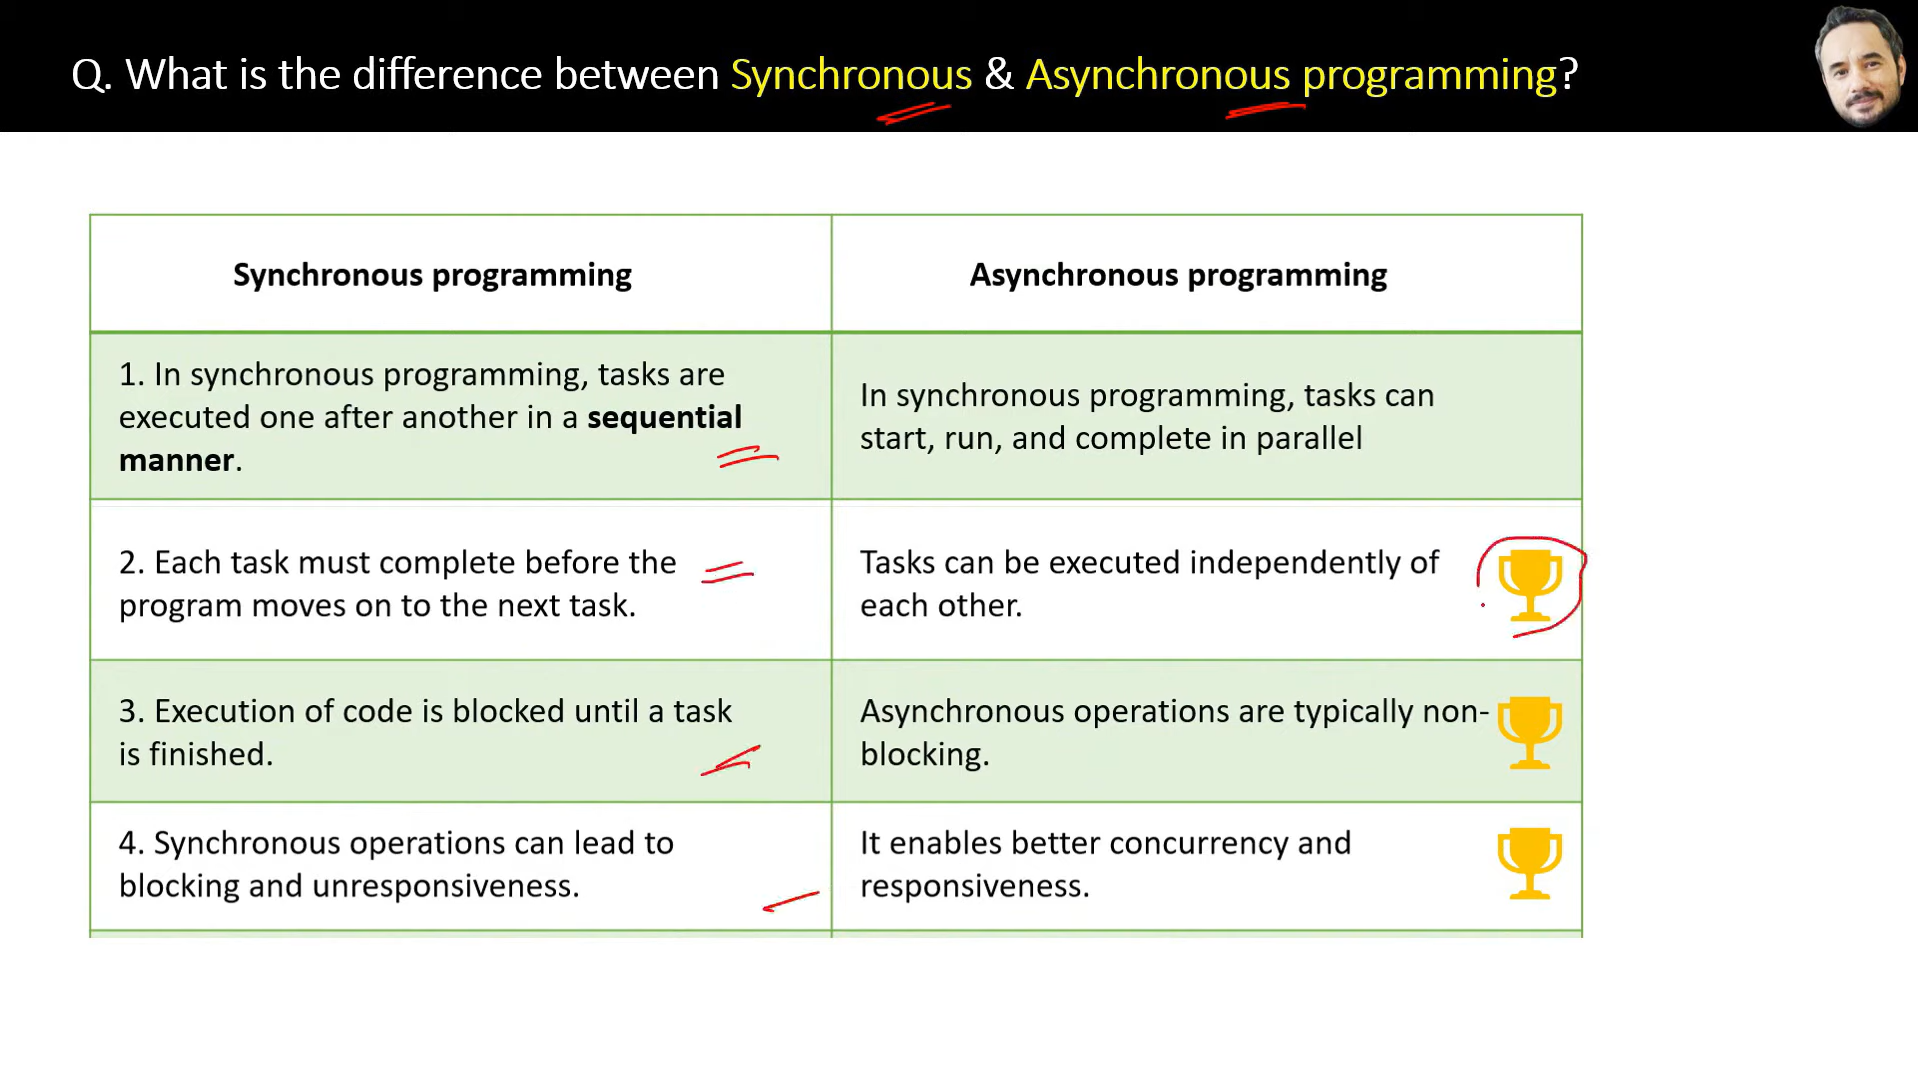 Q. What is the difference between Synchronous & Asynchronous programming?
Synchronous programming
Asynchronous programming
1. In synchronous programming, tasks are
executed one after another in a sequential
manner.
In synchronous programming, tasks can
start, run, and complete in parallel
2. Each task must complete before the
program moves on to the next task.
Tasks can be executed independently of
each other.
3. Execution of code is blocked until a task
is finished.
Asynchronous operations are typically non-
blocking.
4. Synchronous operations can lead to
blocking and unresponsiveness.
It enables better concurrency and
responsiveness.